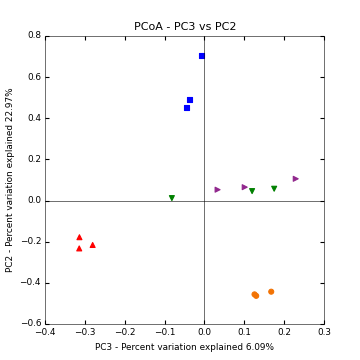 PCoA - PC3 vs PC2
0.8
0.6
0.4
0.2
0.0
−0.2
−0.4
−0.6
−0.4 −0.3 −0.2 −0.1 0.0 0.1 0.2 0.3
PC2 - Percent variation explained 22.97%
PC3 - Percent variation explained 6.09%